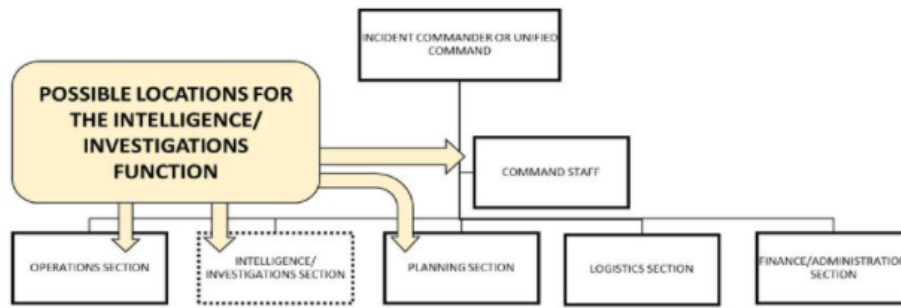 INCIDENT COMMANDER OR UNIFIED
COMMAND
POSSIBLE LOCATIONS FOR
THE INTELLIGENCE/
INVESTIGATIONS
FUNCTION
COMMAND STAFF
OPERATIONS SECTION
INTELLIGENCE/
INVESTIGATIONS SECTION
PLANNING SECTION
LOGISTICS SECTION
FINANCE/ADMINISTRATION
SECTION